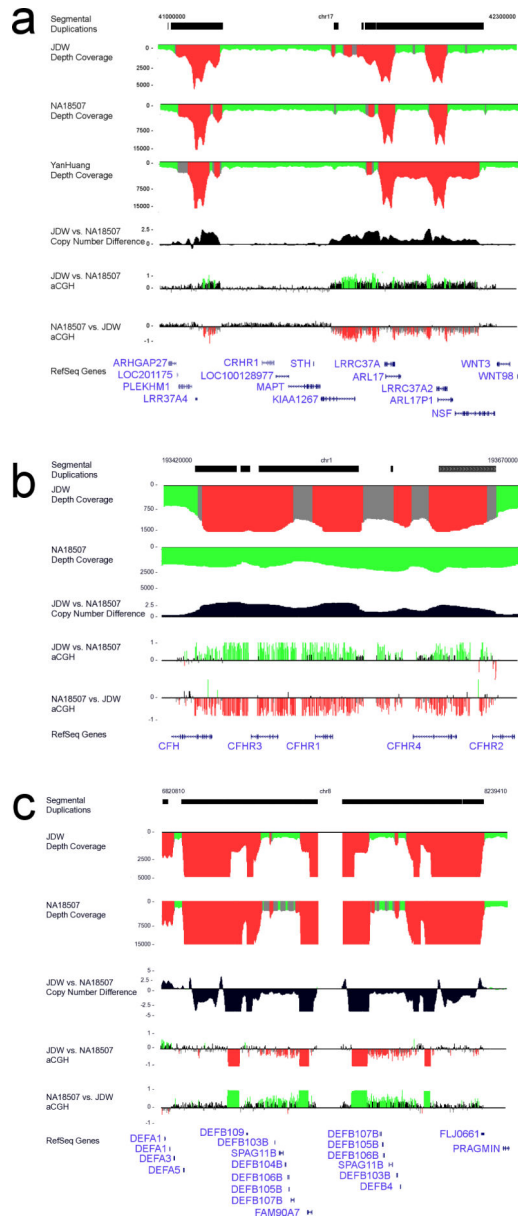 a
41000000 chr17 42300000
Segmental
Duplications
JDW
Depth Coverage
0-
2500-
5000-
NA18507
Depth Coverage
0-
7500-
15000-
YanHuang
Depth Coverage
0-
7500-
15000-
JDW vs. NA18507
Copy Number Difference
2.5-
0-
JDW vs. NA18507
aCGH
1-
0-
NA18507 vs. JDW
aCGH
0-
-1-
RefSeq Genes
ARHGAP27
LOC201175
PLEKHM1
LRR37A4
CRHR1
LOC100128977
STH
MAPT
KIAA1267
LRRC37A
ARL17
LRRC37A2
ARL17P1
NSF
WNT3
WNT98
b
193420000 chr1 193670000
Segmental
Duplications
JDW
Depth Coverage
0-
750-
1500-
NA18507
Depth Coverage
0-
2500-
5000-
JDW vs. NA18507
Copy Number Difference
2.5-
0-
JDW vs. NA18507
aCGH
1-
0-
NA18507 vs. JDW
aCGH
0-
-1-
RefSeq Genes
CFH
CFHR3
CFHR1
CFHR4
CFHR2
c
6820810 chr8 8239410
Segmental
Duplications
JDW
Depth Coverage
0-
2500-
5000-
NA18507
Depth Coverage
0-
7500-
15000-
JDW vs. NA18507
Copy Number Difference
5-
2.5-
0-
-2.5-
-5-
JDW vs. NA18507
aCGH
1-
0-
-1-
NA18507 vs. JDW
aCGH
1-
0-
-1-
RefSeq Genes
DEFA1
DEFA1
DEFA3
DEFA5
DEFB109
DEFB103B
SPAG11B
DEFB104B
DEFB106B
DEFB105B
DEFB107B
FAM90A7
DEFB107B
DEFB105B
DEFB106B
SPAG11B
DEFB103B
DEFB4
FLJ0661
PRAGMIN